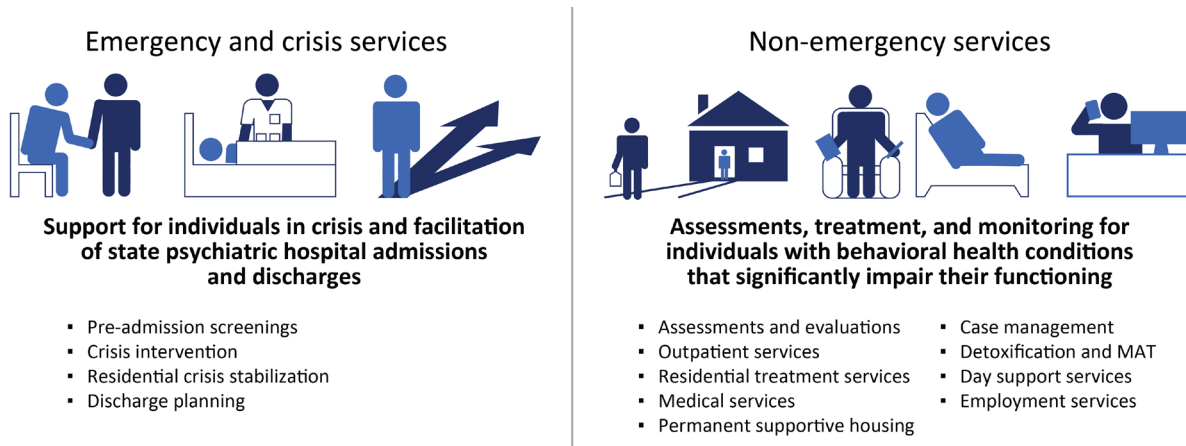 Emergency and crisis services
Support for individuals in crisis and facilitation
of state psychiatric hospital admissions
and discharges
▪ Pre-admission screenings
▪ Crisis intervention
▪ Residential crisis stabilization
▪ Discharge planning
Non-emergency services
Assessments, treatment, and monitoring for
individuals with behavioral health conditions
that significantly impair their functioning
▪ Assessments and evaluations
▪ Outpatient services
▪ Residential treatment services
▪ Medical services
▪ Permanent supportive housing
▪ Case management
▪ Detoxification and MAT
▪ Day support services
▪ Employment services